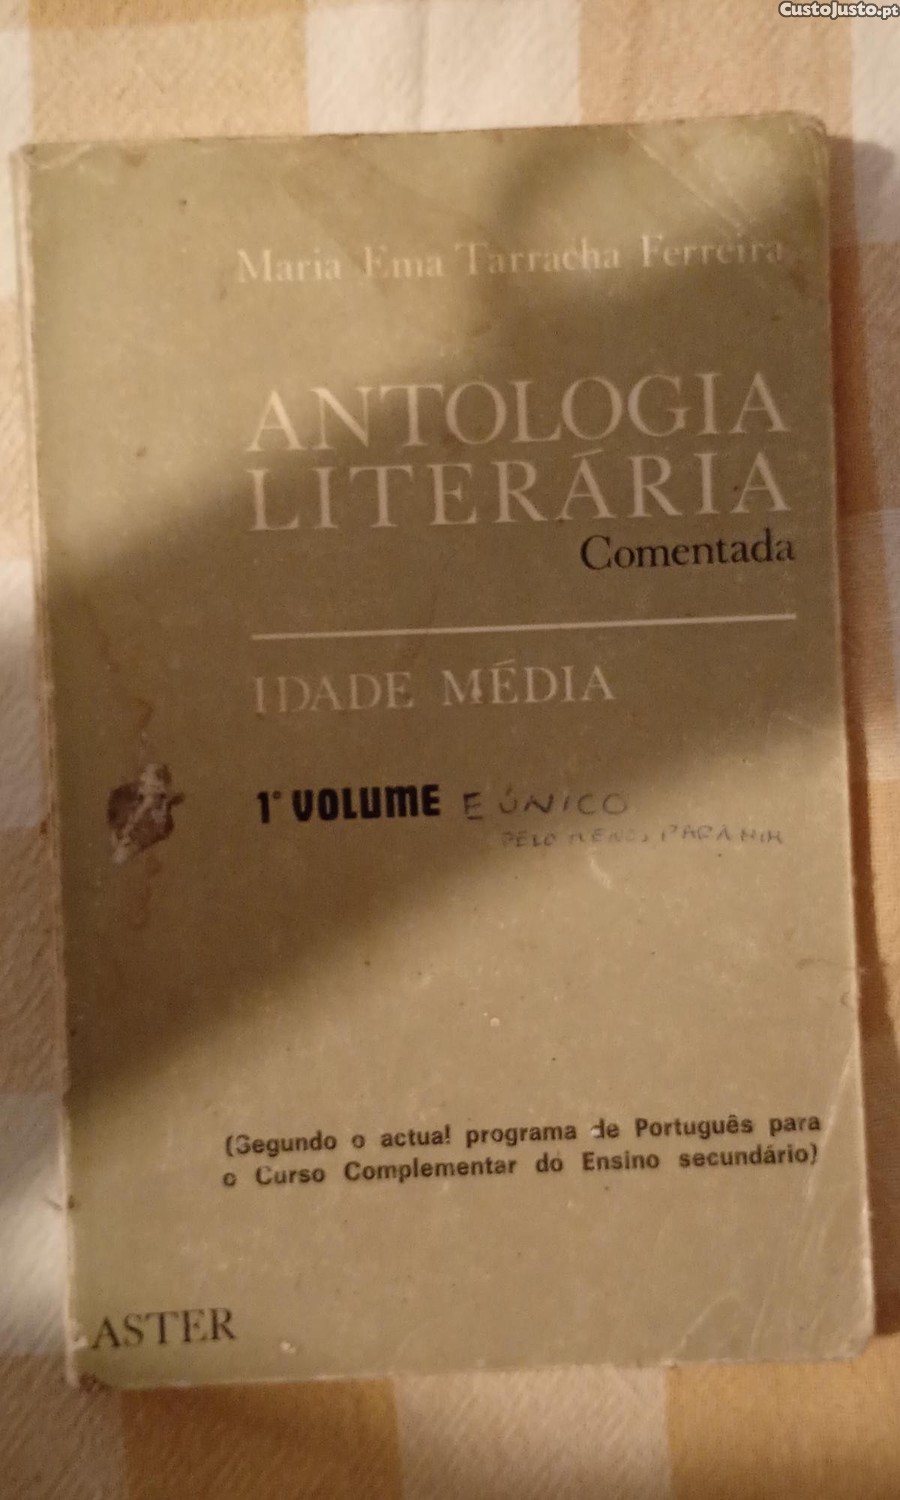 CustoJusto.pt
Maria Ema Tarracha Ferreira
ANTOLOGIA
LITERÁRIA
Comentada
IDADE MÉDIA
1º VOLUME E ÚNICO
PELO MENOS PARA MIM
(Segundo o actual programa de Português para
o Curso Complementar do Ensino secundário)
ASTER